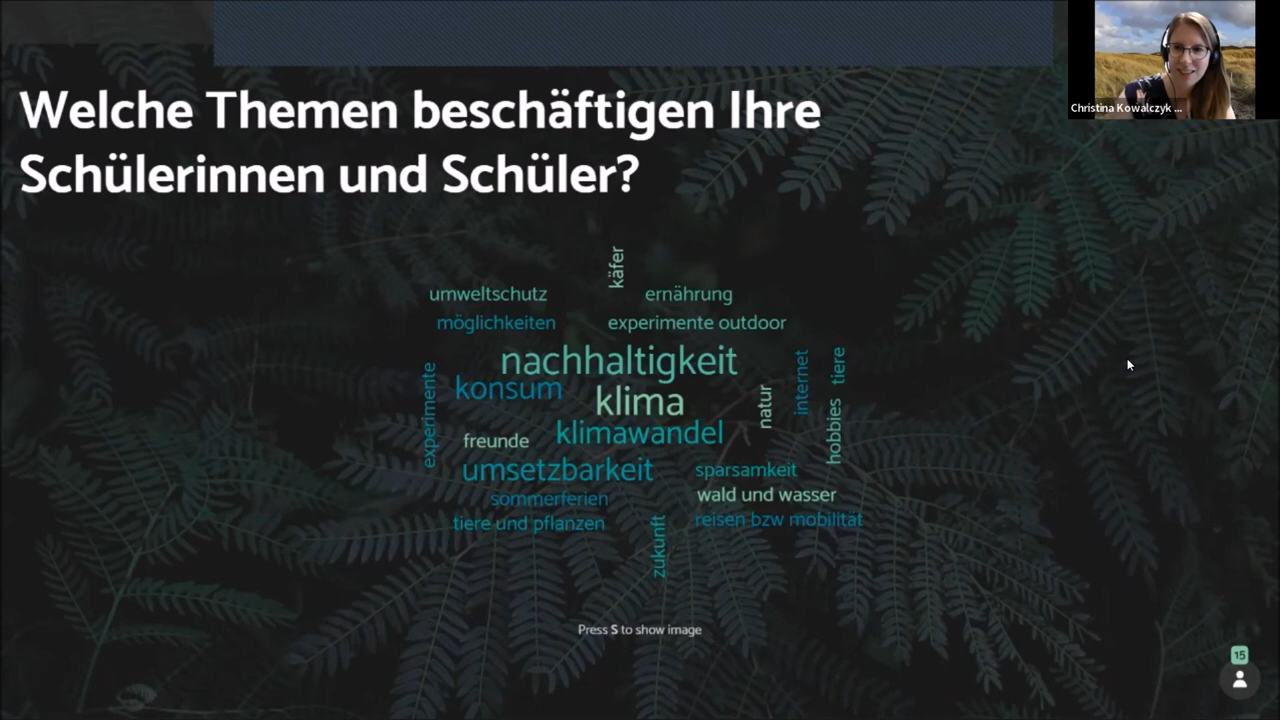 Welche Themen beschäftigen Ihre
Schülerinnen und Schüler?
Christina Kowalczyk ...
käfer
umweltschutz
ernährung
möglichkeiten
experimente outdoor
nachhaltigkeit
konsum
klima
experimente
natur
internet
tiere
hobbies
freunde
klimawandel
umsetzbarkeit
sparsamkeit
sommerferien
wald und wasser
tiere und pflanzen
zukunft
reisen bzw mobilität
Press S to show image
15